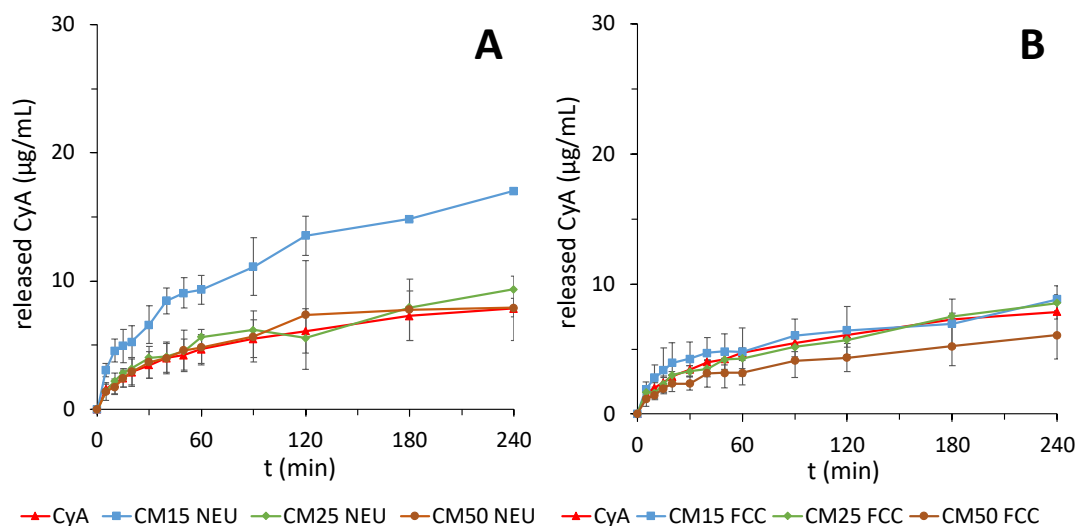 A
30
20
10
0
released CyA (µg/mL)
0 60 120 180 240
t (min)
B
30
20
10
0
released CyA (µg/mL)
0 60 120 180 240
t (min)
CyA CM15 NEU CM25 NEU CM50 NEU
CyA CM15 FCC CM25 FCC CM50 FCC